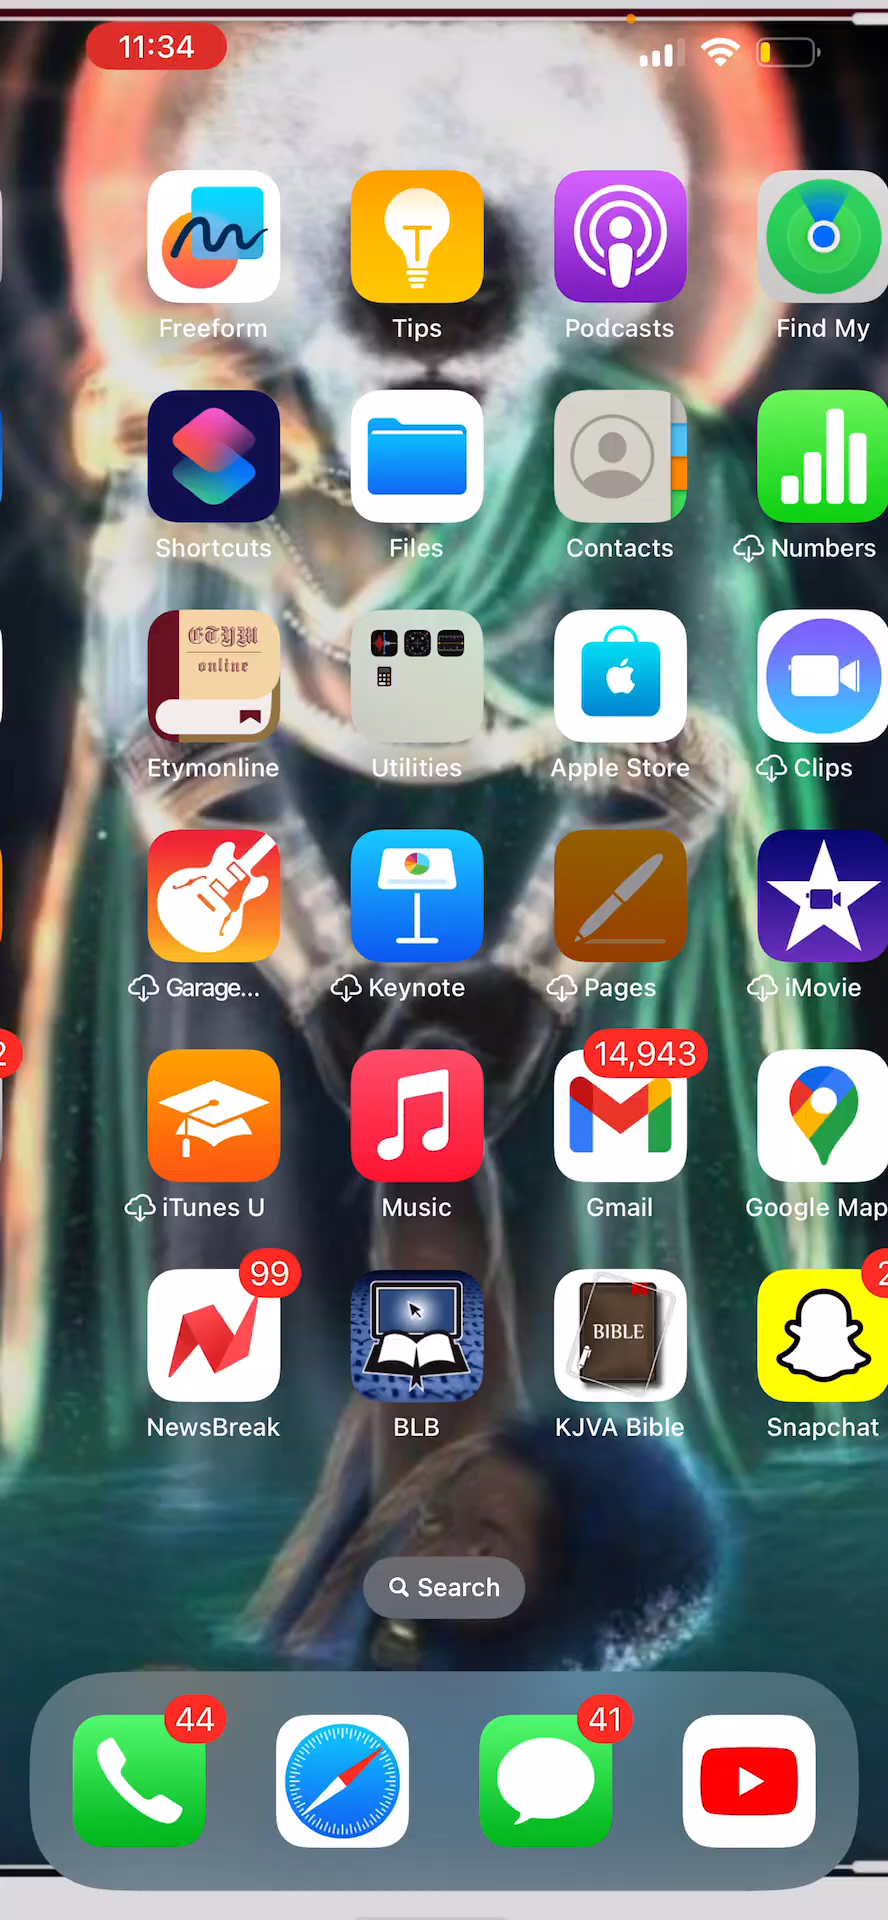 11:34
Freeform Tips Podcasts Find My
Shortcuts Files Contacts Numbers
ETYM
online
Etymonline Utilities Apple Store Clips
Garage... Keynote Pages iMovie
2 14,943
iTunes U Music Gmail Google Map
99 2
BIBLE
NewsBreak BLB KJVA Bible Snapchat
Search
44 41